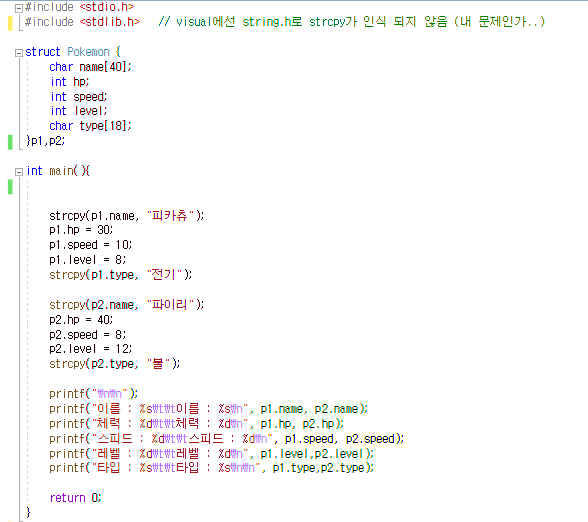 #include <stdio.h>
#include <stdlib.h>   // visual에선 string.h로 strcpy가 인식 되지 않음 (내 문제인가..)
struct Pokemon {
char name[40];
int hp;
int speed;
int level;
char type[18];
}p1,p2;
int main(){
strcpy(p1.name, "피카츄");
p1.hp = 30;
p1.speed = 10;
p1.level = 8;
strcpy(p1.type, "전기");
strcpy(p2.name, "파이리");
p2.hp = 40;
p2.speed = 8;
p2.level = 12;
strcpy(p2.type, "불");
printf("₩n₩n");
printf("이름 : %s₩t₩t이름 : %s₩n", p1.name, p2.name);
printf("체력 : %d₩t₩t체력 : %d₩n", p1.hp, p2.hp);
printf("스피드 : %d₩t₩t스피드 : %d₩n", p1.speed, p2.speed);
printf("레벨 : %d₩t₩t레벨 : %d₩n", p1.level,p2.level);
printf("타입 : %s₩t₩t타입 : %s₩n₩n", p1.type,p2.type);
return 0;
}